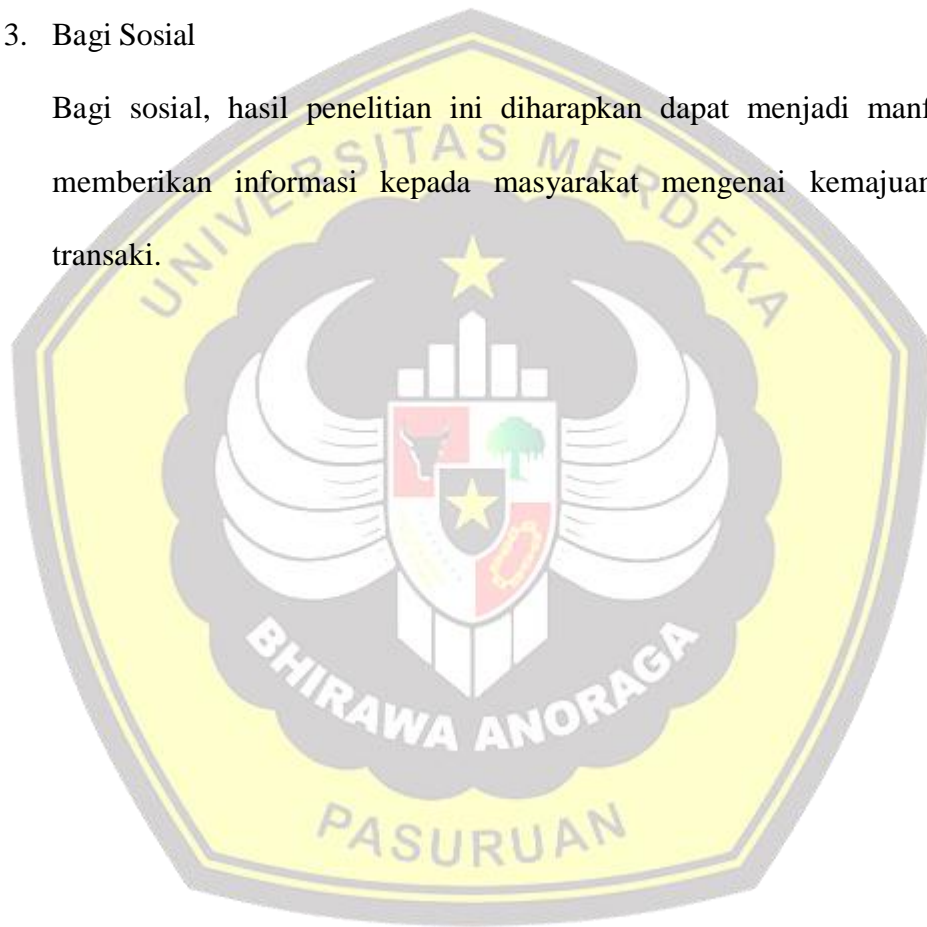 3. Bagi Sosial
Bagi sosial, hasil penelitian ini diharapkan dapat menjadi
memberikan informasi kepada masyarakat mengenai kemajuan
transaki.
UNIVERSITAS MERDEKA
BHIRAWA ANORAGA
PASURUAN